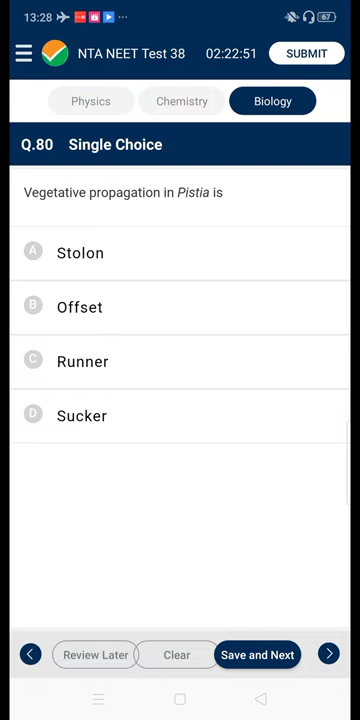 13:28
67
NTA NEET Test 38 02:22:51 SUBMIT
Physics Chemistry Biology
Q.80 Single Choice
Vegetative propagation in Pistia is
A Stolon
B Offset
C Runner
D Sucker
< Review Later Clear Save and Next >